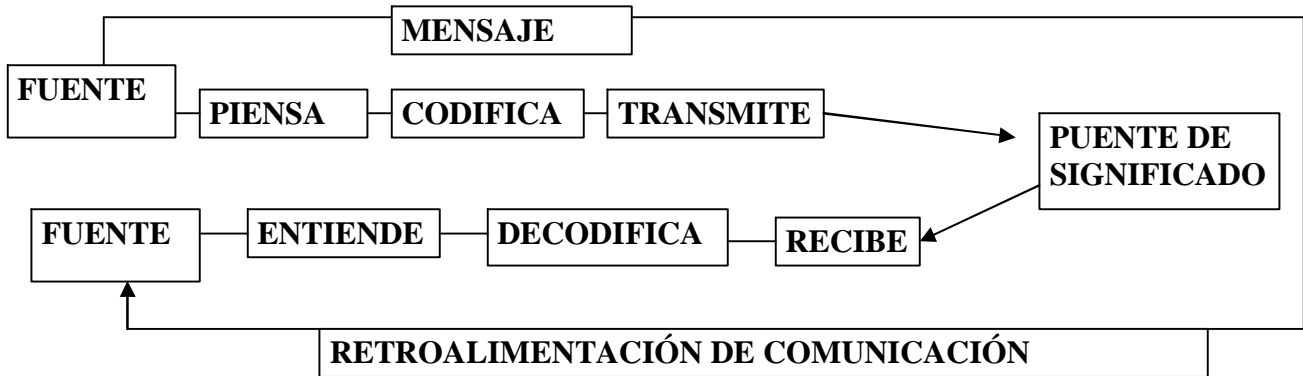 MENSAJE
FUENTE
PIENSA
CODIFICA
TRANSMITE
PUENTE DE
SIGNIFICADO
FUENTE
ENTIENDE
DECODIFICA
RECIBE
RETROALIMENTACIÓN DE COMUNICACIÓN